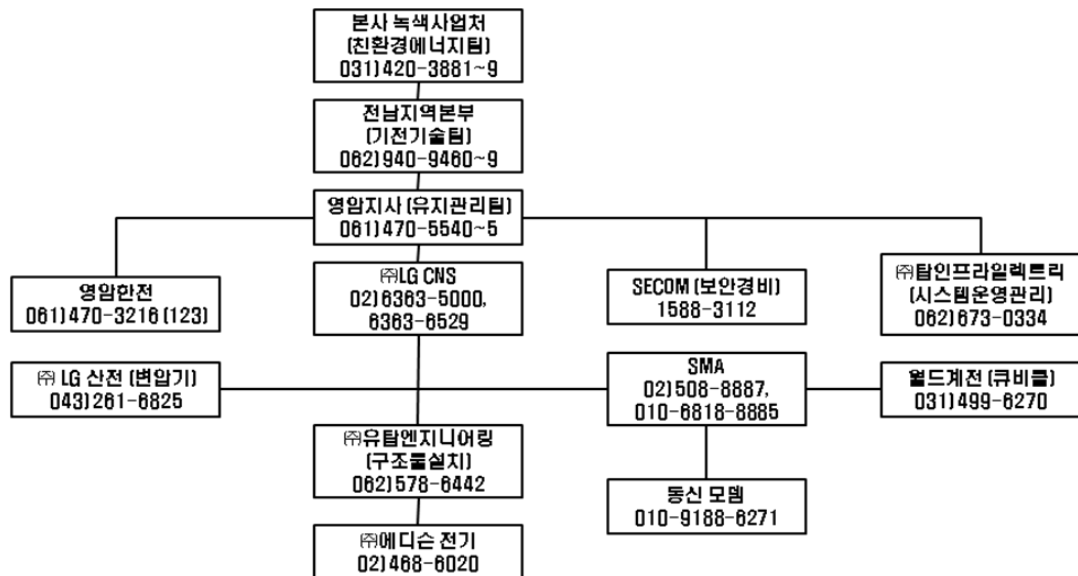 본사 녹색사업처
(친환경에너지팀)
031)420-3881~9
전남지역본부
(기전기술팀)
062)940-9460~9
영암지사 (유지관리팀)
061)470-5540~5
영암한전
061)470-3216 (123)
㈜LG CNS
02)6363-5000,
6363-6529
SECOM (보안경비)
1588-3112
㈜탑인프라일렉트리
(시스템운영관리)
062)673-0334
㈜ LG 산전 (변압기)
043)261-6825
SMA
02)508-8887,
010-6818-8885
월드계전 (큐비클)
031)499-6270
㈜유탑엔지니어링
(구조물설치)
062)578-6442
동신 모뎀
010-9188-6271
㈜에디슨 전기
02)468-6020